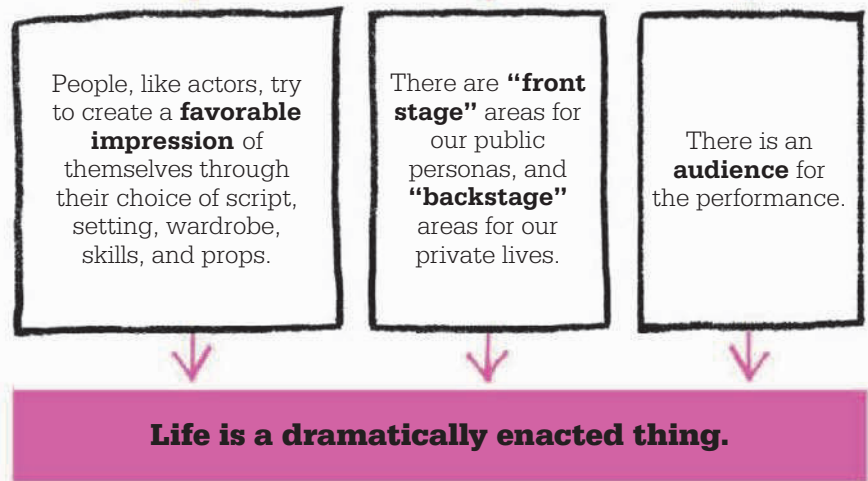 People, like actors, try
to create a favorable
impression of
themselves through
their choice of script,
setting, wardrobe,
skills, and props.
There are “front
stage” areas for
our public
personas, and
“backstage”
areas for our
private lives.
There is an
audience for
the performance.
Life is a dramatically enacted thing.